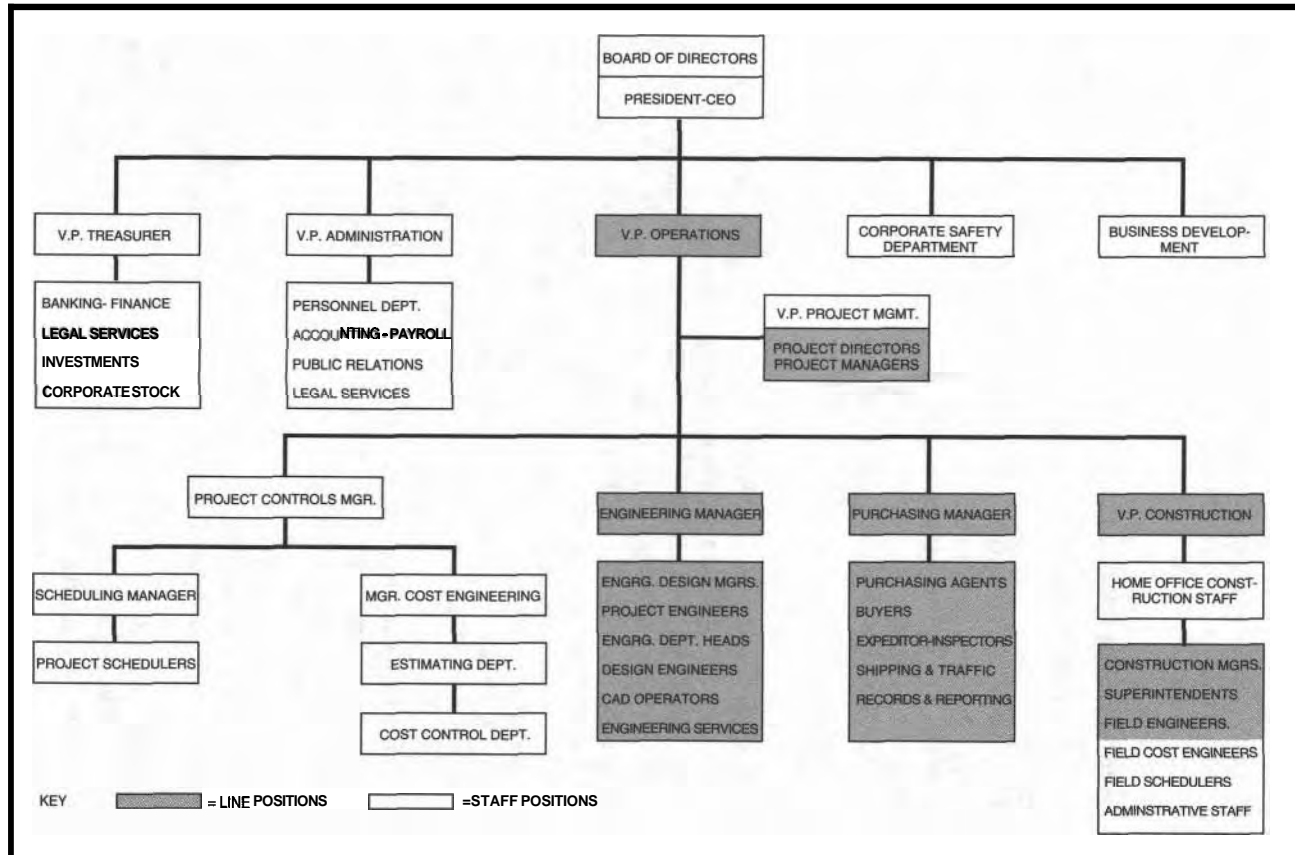 BOARD OF DIRECTORS
PRESIDENT-CEO
V.P. TREASURER
V.P. ADMINISTRATION
V.P. OPERATIONS
CORPORATE SAFETY
DEPARTMENT
BUSINESS DEVELOP-
MENT
BANKING- FINANCE
LEGAL SERVICES
INVESTMENTS
CORPORATE STOCK
PERSONNEL DEPT.
ACCOUNTING - PAYROLL
PUBLIC RELATIONS
LEGAL SERVICES
V.P. PROJECT MGMT.
PROJECT DIRECTORS
PROJECT MANAGERS
PROJECT CONTROLS MGR.
ENGINEERING MANAGER
PURCHASING MANAGER
V.P. CONSTRUCTION
SCHEDULING MANAGER
PROJECT SCHEDULERS
MGR. COST ENGINEERING
ESTIMATING DEPT.
COST CONTROL DEPT.
ENGRG. DESIGN MGRS.
PROJECT ENGINEERS
ENGRG. DEPT. HEADS
DESIGN ENGINEERS
CAD OPERATORS
ENGINEERING SERVICES
PURCHASING AGENTS
BUYERS
EXPEDITOR-INSPECTORS
SHIPPING & TRAFFIC
RECORDS & REPORTING
HOME OFFICE CONST-
RUCTION STAFF
CONSTRUCTION MGRS.
SUPERINTENDENTS
FIELD ENGINEERS.
FIELD COST ENGINEERS
FIELD SCHEDULERS
ADMINSTRATIVE STAFF
KEY = LINE POSITIONS =STAFF POSITIONS